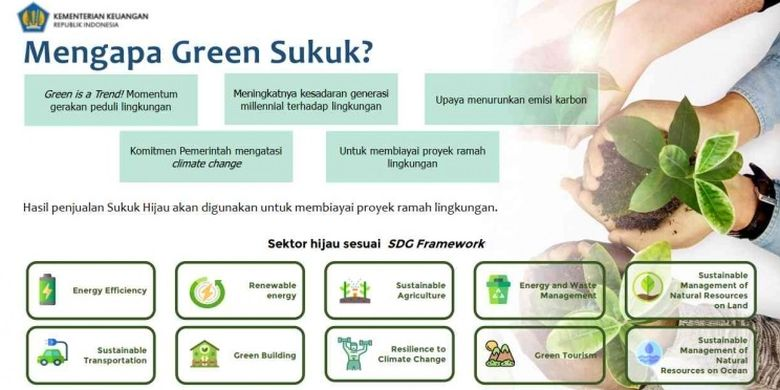 KEMENTERIAN KEUANGAN
REPUBLIK INDONESIA
Mengapa Green Sukuk?
Green is a Trend! Momentum
gerakan peduli lingkungan
Meningkatnya kesadaran generasi
millennial terhadap lingkungan
Upaya menurunkan emisi karbon
Komitmen Pemerintah mengatasi
climate change
Untuk membiayai proyek ramah
lingkungan
Hasil penjualan Sukuk Hijau akan digunakan untuk membiayai proyek ramah lingkungan.
Sektor hijau sesuai SDG Framework
Energy Efficiency
Renewable
energy
Sustainable
Agriculture
Energy and Waste
Management
Sustainable
Management of
Natural Resources
on Land
Sustainable
Transportation
Green Building
Resilience to
Climate Change
Green Tourism
Sustainable
Management of
Natural
Resources on Ocean